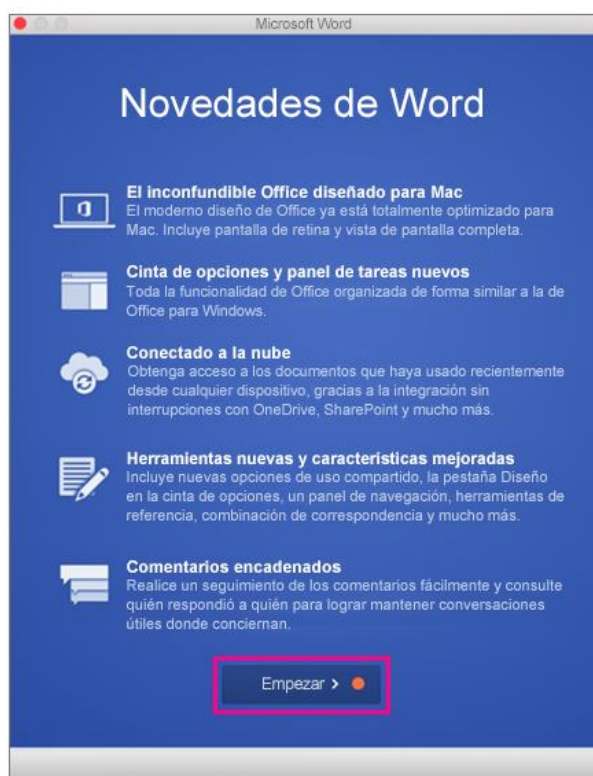 Microsoft Word
Novedades de Word
El inconfundible Office diseñado para Mac
El moderno diseño de Office ya está totalmente optimizado para
Mac. Incluye pantalla de retina y vista de pantalla completa.
Cinta de opciones y panel de tareas nuevos
Toda la funcionalidad de Office organizada de forma similar a la de
Office para Windows.
Conectado a la nube
Obtenga acceso a los documentos que haya usado recientemente
desde cualquier dispositivo, gracias a la integración sin
interrupciones con OneDrive, SharePoint y mucho más.
Herramientas nuevas y caracteristicas mejoradas
Incluye nuevas opciones de uso compartido, la pestaña Diseño
en la cinta de opciones, un panel de navegación, herramientas de
referencia, combinación de correspondencia y mucho más.
Comentarios encadenados
Realice un seguimiento de los comentarios fácilmente y consulte
quién respondió a quién para lograr mantener conversaciones
útiles donde conciernan.
Empezar >